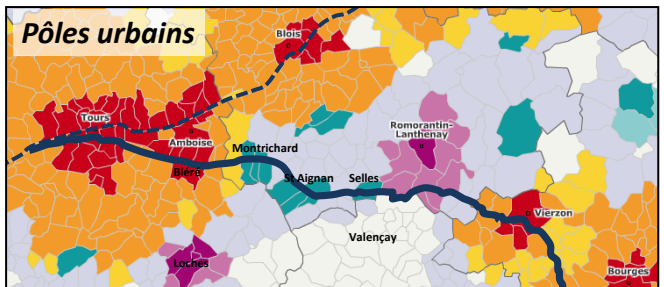 Pôles urbains
Blois
Tours
Amboise
Montrichard
Romorantin-
Lanthenay
Bléré
St Aignan
Selles
Vierzon
Valençay
Loches
Bourges